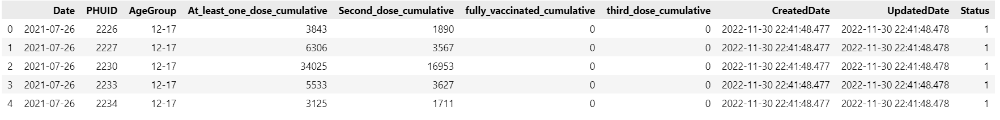 Date PHUID AgeGroup At_least_one_dose_cumulative Second_dose_cumulative fully_vaccinated_cumulative third_dose_cumulative CreatedDate UpdatedDate Status
0 2021-07-26 2226 12-17 3843 1890 0 0 2022-11-30 22:41:48.477 2022-11-30 22:41:48.478 1
1 2021-07-26 2227 12-17 6306 3567 0 0 2022-11-30 22:41:48.477 2022-11-30 22:41:48.478 1
2 2021-07-26 2230 12-17 34025 16953 0 0 2022-11-30 22:41:48.477 2022-11-30 22:41:48.478 1
3 2021-07-26 2233 12-17 5533 3627 0 0 2022-11-30 22:41:48.477 2022-11-30 22:41:48.478 1
4 2021-07-26 2234 12-17 3125 1711 0 0 2022-11-30 22:41:48.477 2022-11-30 22:41:48.478 1